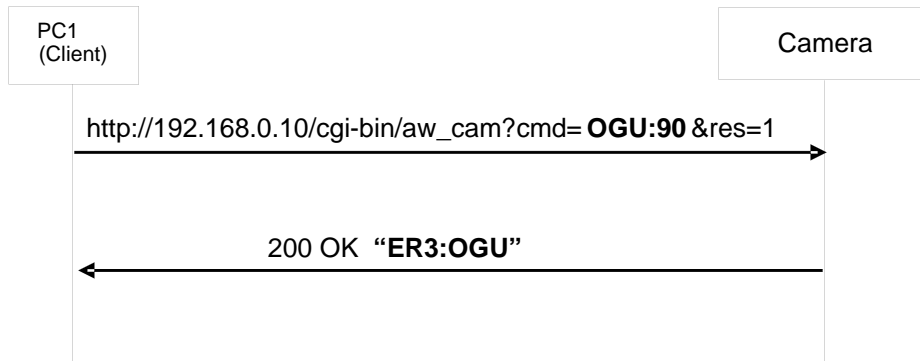 PC1
(Client)
Camera
http://192.168.0.10/cgi-bin/aw_cam?cmd= OGU:90 &res=1
200 OK “ER3:OGU”